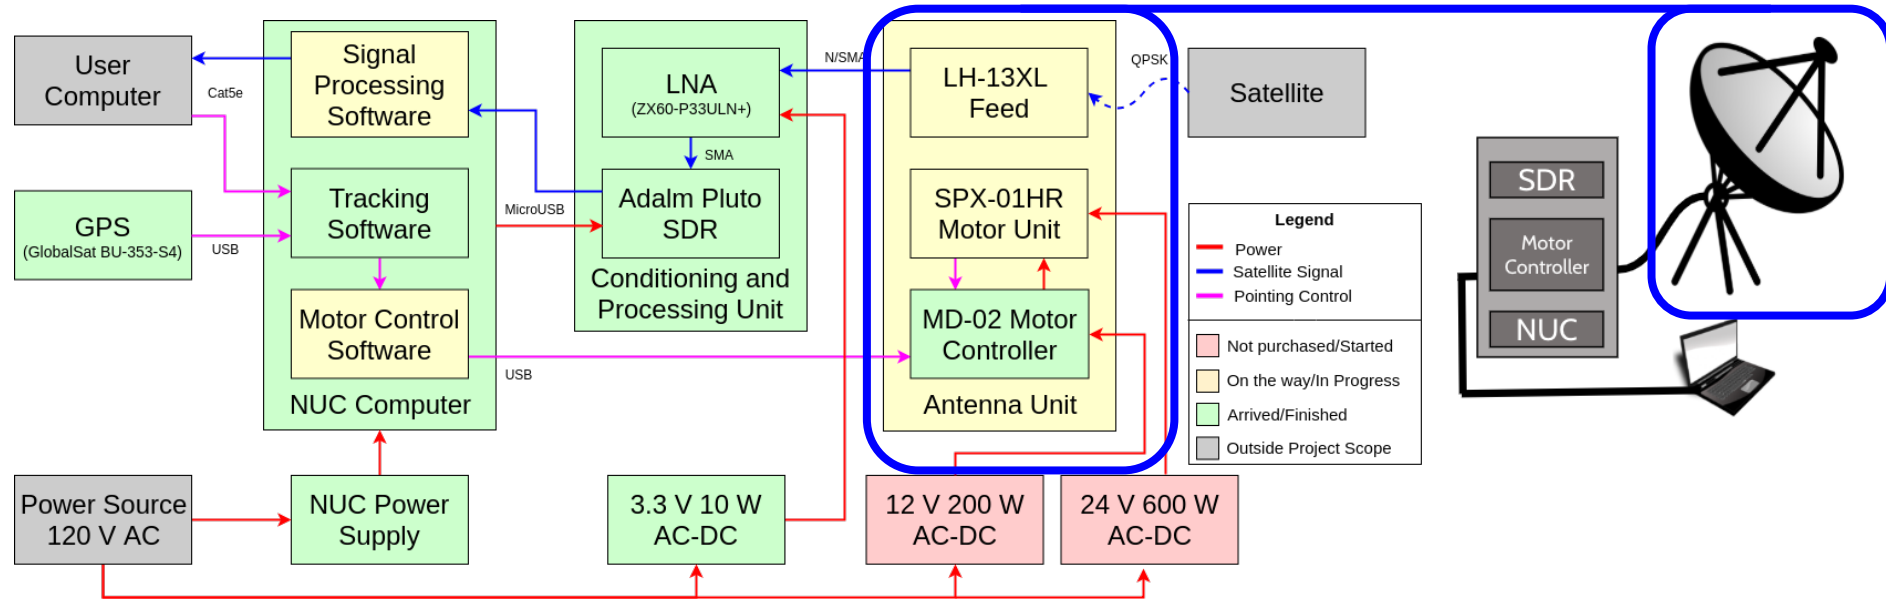 User
Computer
Cat5e
GPS
(GlobalSat BU-353-S4)
USB
Signal
Processing
Software
Tracking
Software
Motor Control
Software
NUC Computer
MicroUSB
USB
LNA
(ZX60-P33ULN+)
SMA
Adalm Pluto
SDR
Conditioning and
Processing Unit
N/SMA
LH-13XL
Feed
SPX-01HR
Motor Unit
MD-02 Motor
Controller
Antenna Unit
QPSK
Satellite
Legend
Power
Satellite Signal
Pointing Control
Not purchased/Started
On the way/In Progress
Arrived/Finished
Outside Project Scope
SDR
Motor
Controller
NUC
Power Source
120 V AC
NUC Power
Supply
3.3 V 10 W
AC-DC
12 V 200 W
AC-DC
24 V 600 W
AC-DC